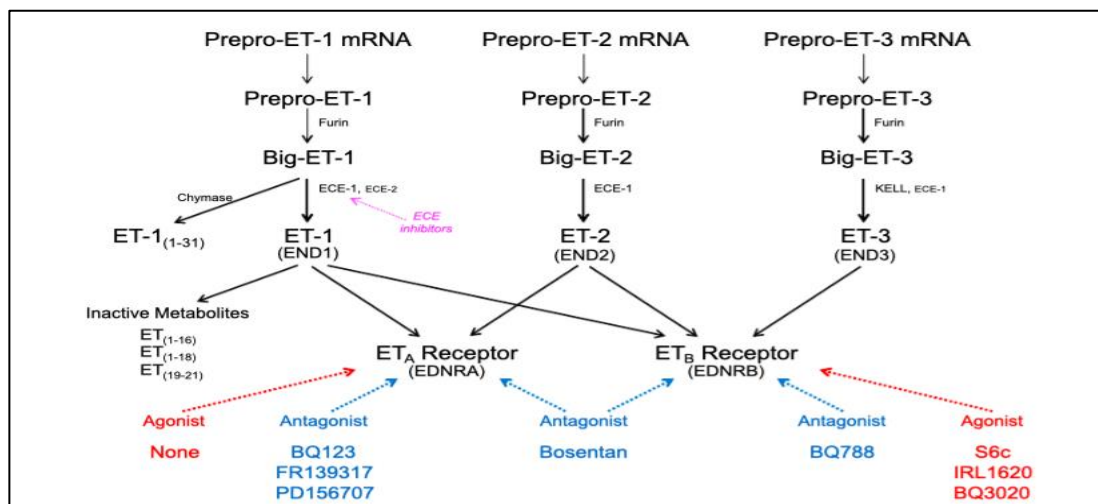 Prepro-ET-1 mRNA
Prepro-ET-2 mRNA
Prepro-ET-3 mRNA
Prepro-ET-1
Prepro-ET-2
Prepro-ET-3
Furin
Furin
Furin
Big-ET-1
Big-ET-2
Big-ET-3
Chymase
ECE-1, ECE-2
ECE-1
KELL, ECE-1
ECE
inhibitors
ET-1(1-31)
ET-1
(END1)
ET-2
(END2)
ET-3
(END3)
Inactive Metabolites
ET(1-16)
ET(1-18)
ET(19-21)
ETA Receptor
(EDNRA)
ETB Receptor
(EDNRB)
Agonist
None
Antagonist
BQ123
FR139317
PD156707
Antagonist
Bosentan
Antagonist
BQ788
Agonist
S6c
IRL1620
BQ3020